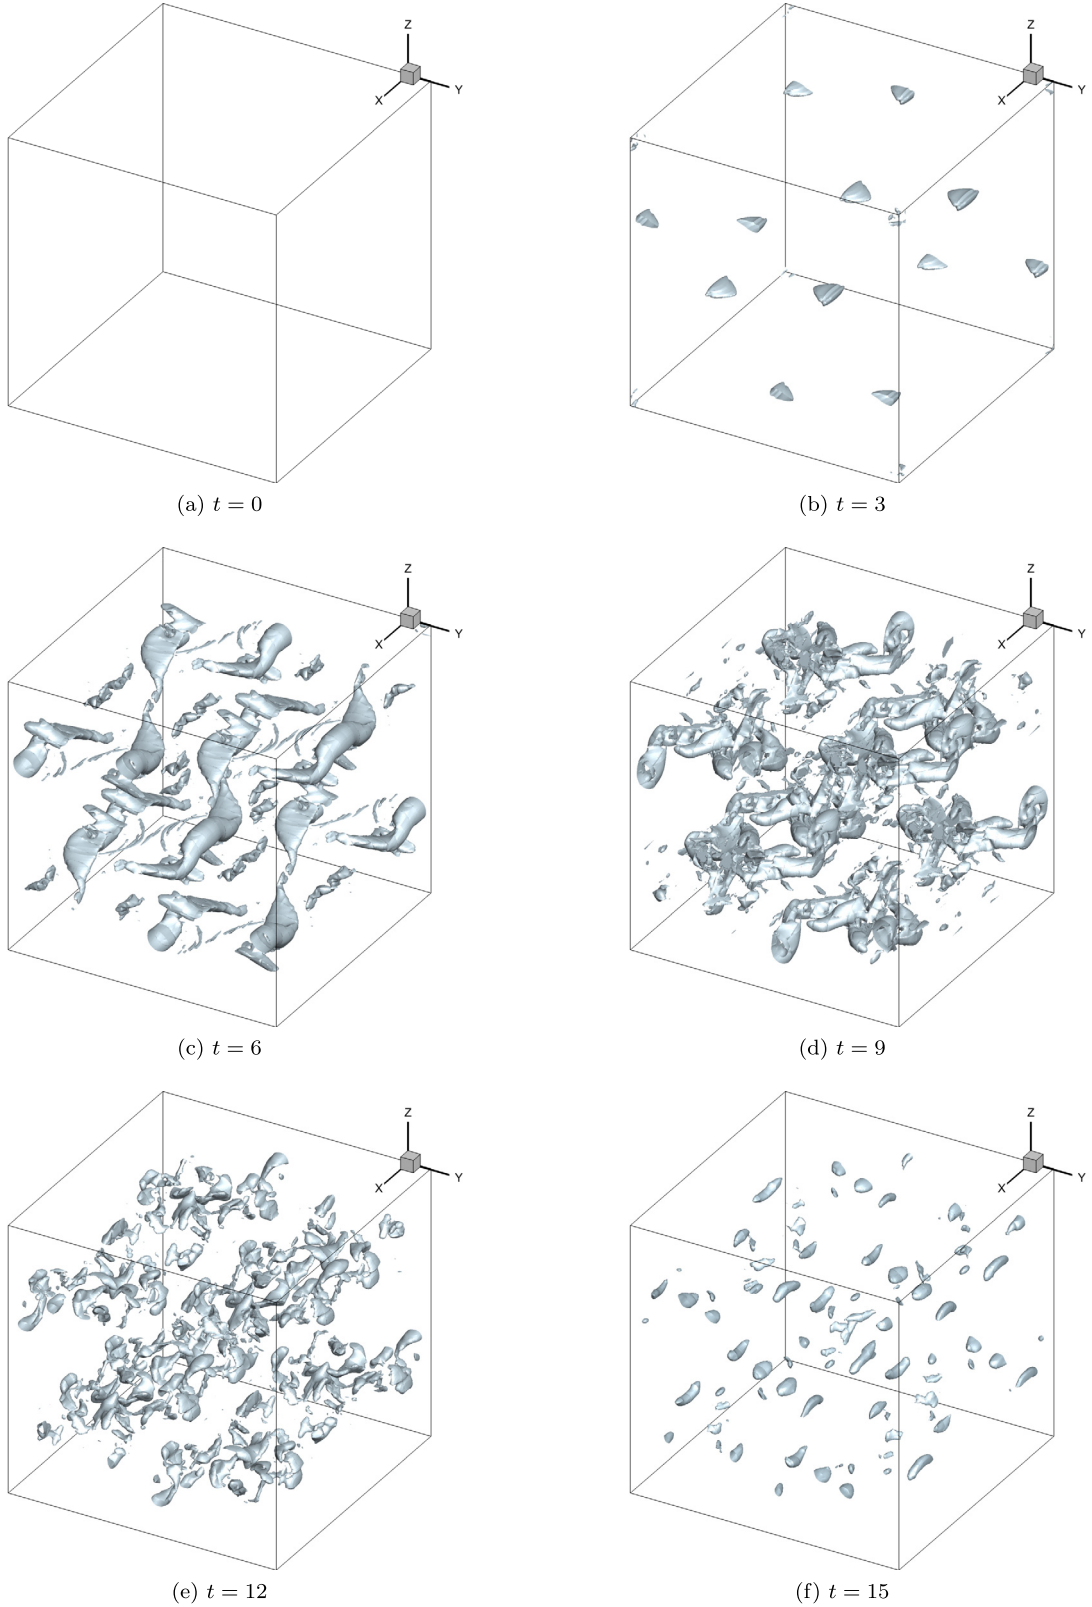 Z
X
Y
Z
X
Y
(a) t = 0
(b) t = 3
Z
X
Y
Z
X
Y
(c) t = 6
(d) t = 9
Z
X
Y
Z
X
Y
(e) t = 12
(f) t = 15